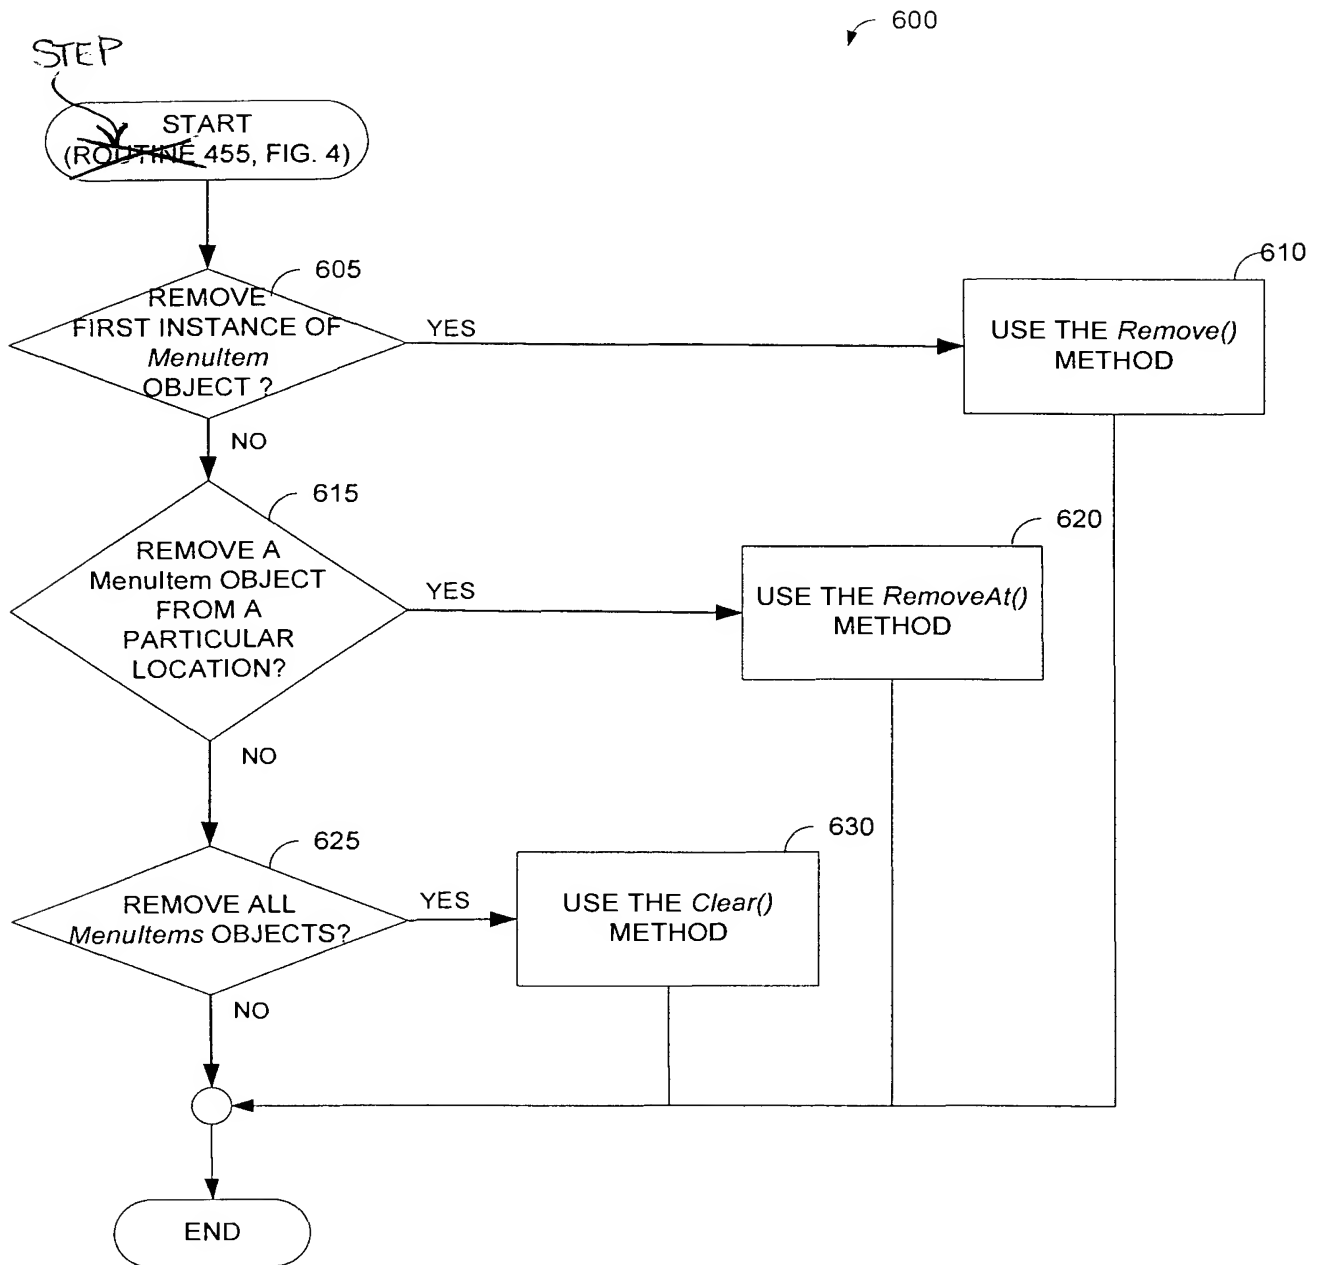 600
STEP
START
(ROUTINE 455, FIG. 4)
605
REMOVE
FIRST INSTANCE OF
MenuItem
OBJECT ?
YES
610
USE THE Remove()
METHOD
NO
615
REMOVE A
MenuItem OBJECT
FROM A
PARTICULAR
LOCATION?
YES
620
USE THE RemoveAt()
METHOD
NO
625
REMOVE ALL
MenuItems OBJECTS?
YES
630
USE THE Clear()
METHOD
NO
END